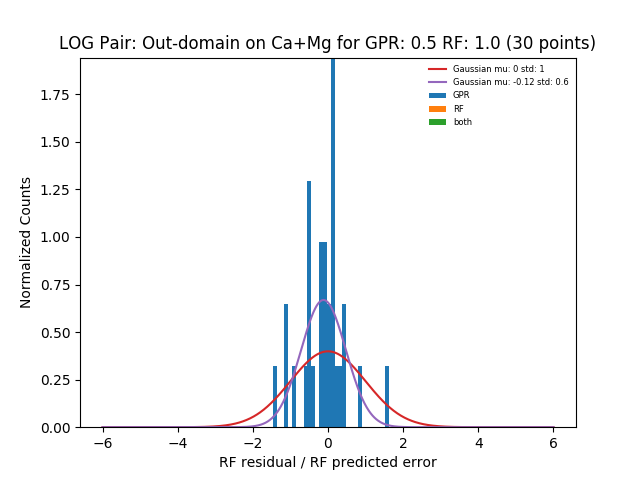 LOG Pair: Out-domain on Ca+Mg for GPR: 0.5 RF: 1.0 (30 points)
Gaussian mu: 0 std: 1
Gaussian mu: -0.12 std: 0.6
GPR
RF
both
Normalized Counts
1.75
1.50
1.25
1.00
0.75
0.50
0.25
0.00
−6 −4 −2 0 2 4 6
RF residual / RF predicted error